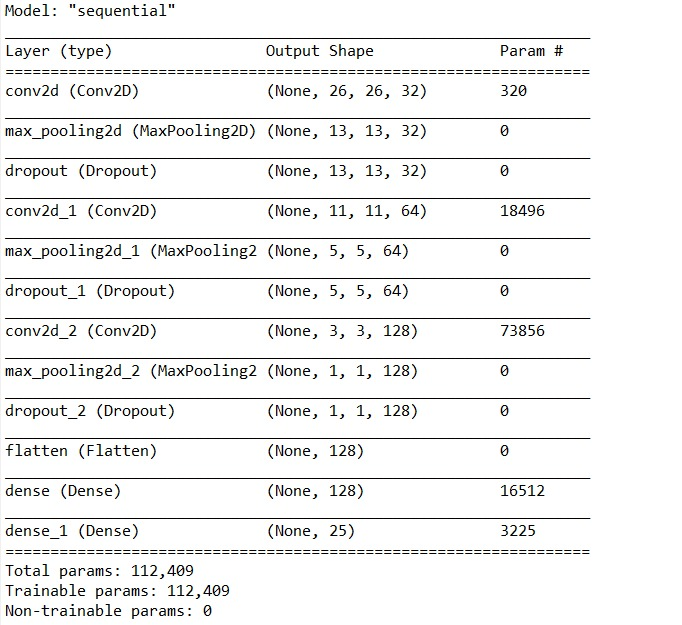 Model: "sequential"
Layer (type) Output Shape Param #
=================================================================
conv2d (Conv2D) (None, 26, 26, 32) 320
max_pooling2d (MaxPooling2D) (None, 13, 13, 32) 0
dropout (Dropout) (None, 13, 13, 32) 0
conv2d_1 (Conv2D) (None, 11, 11, 64) 18496
max_pooling2d_1 (MaxPooling2 (None, 5, 5, 64) 0
dropout_1 (Dropout) (None, 5, 5, 64) 0
conv2d_2 (Conv2D) (None, 3, 3, 128) 73856
max_pooling2d_2 (MaxPooling2 (None, 1, 1, 128) 0
dropout_2 (Dropout) (None, 1, 1, 128) 0
flatten (Flatten) (None, 128) 0
dense (Dense) (None, 128) 16512
dense_1 (Dense) (None, 25) 3225
=================================================================
Total params: 112,409
Trainable params: 112,409
Non-trainable params: 0